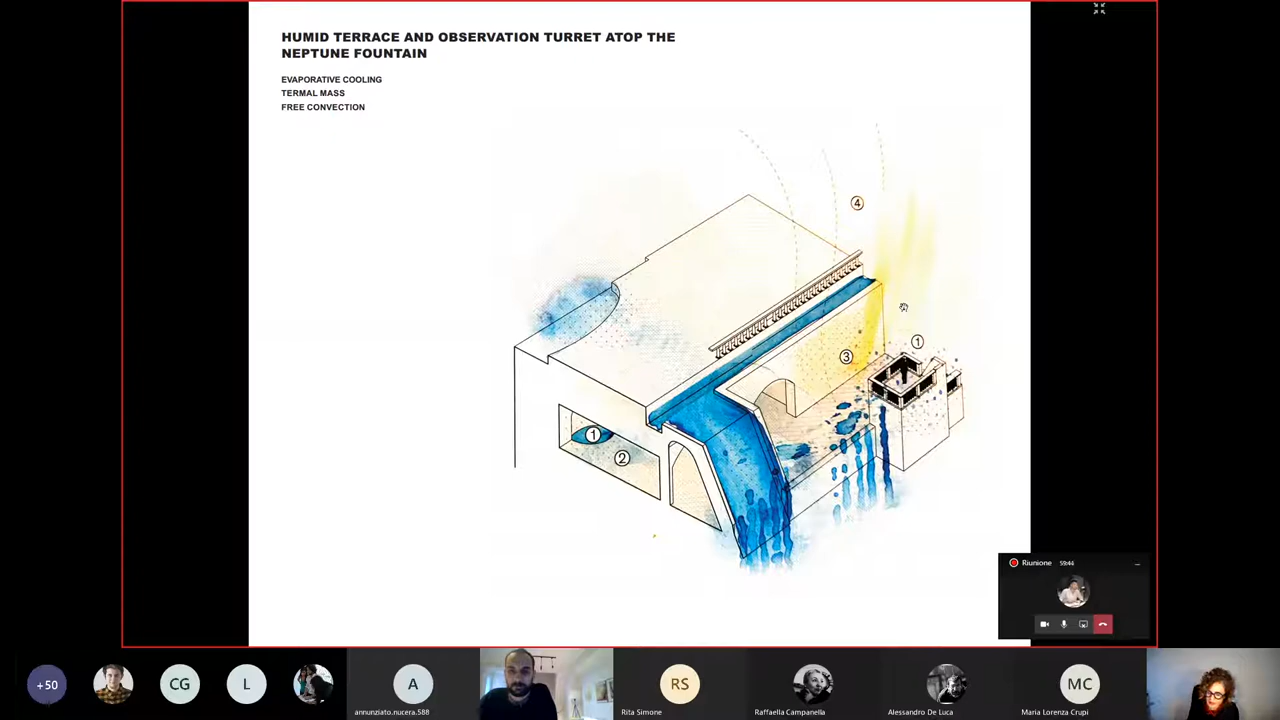 HUMID TERRACE AND OBSERVATION TURRET ATOP THE
NEPTUNE FOUNTAIN
EVAPORATIVE COOLING
TERMAL MASS
FREE CONVECTION
4
1
3
1
2
Riunione 59:44
+50
CG
L
A
RS
MC
annunziato.nucera.588
Rita Simone
Raffaella Campanella
Alessandro De Luca
Maria Lorenza Crupi